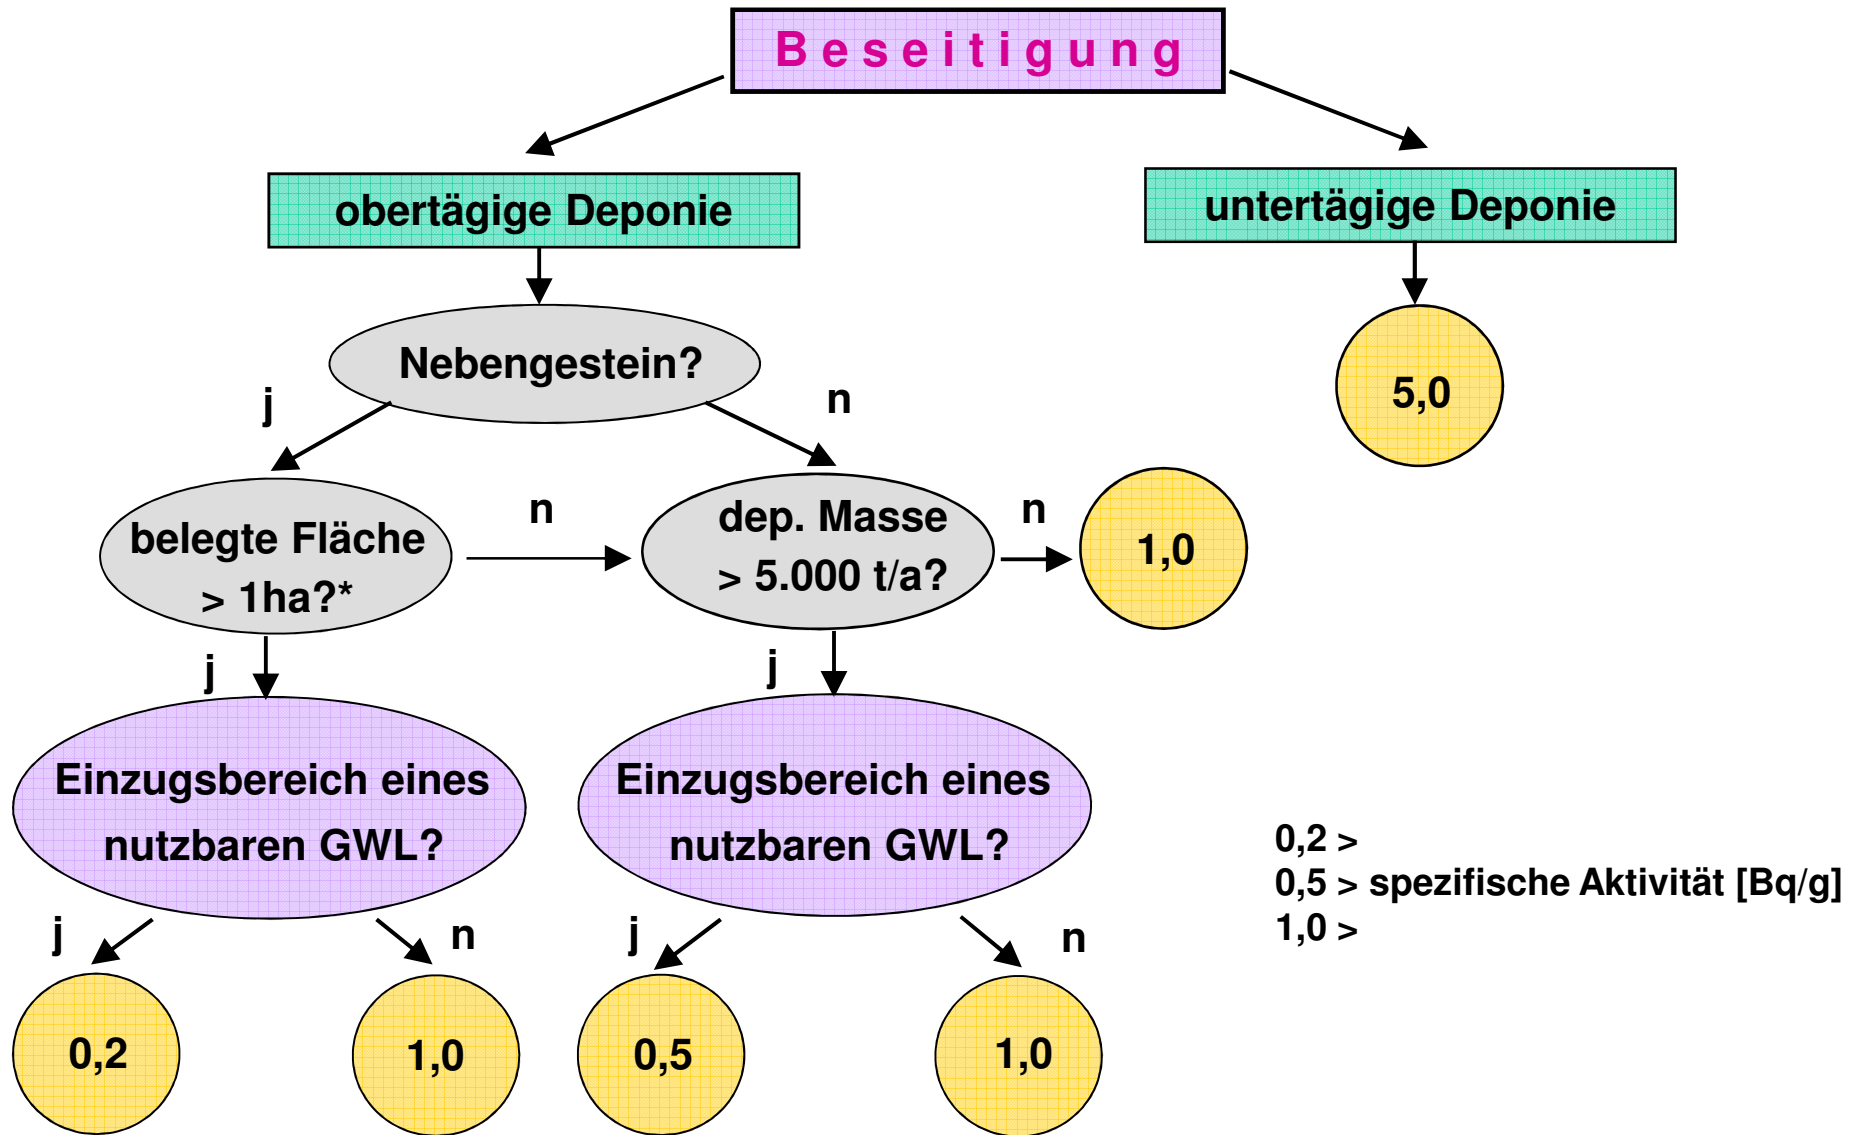 Beseitigung
obertägige Deponie
untertägige Deponie
Nebengestein?
5,0
j
n
belegte Fläche
> 1ha?*
n
dep. Masse
> 5.000 t/a?
n
1,0
j
j
Einzugsbereich eines
nutzbaren GWL?
Einzugsbereich eines
nutzbaren GWL?
0,2 >
0,5 > spezifische Aktivität [Bq/g]
1,0 >
j
n
j
n
0,2
1,0
0,5
1,0